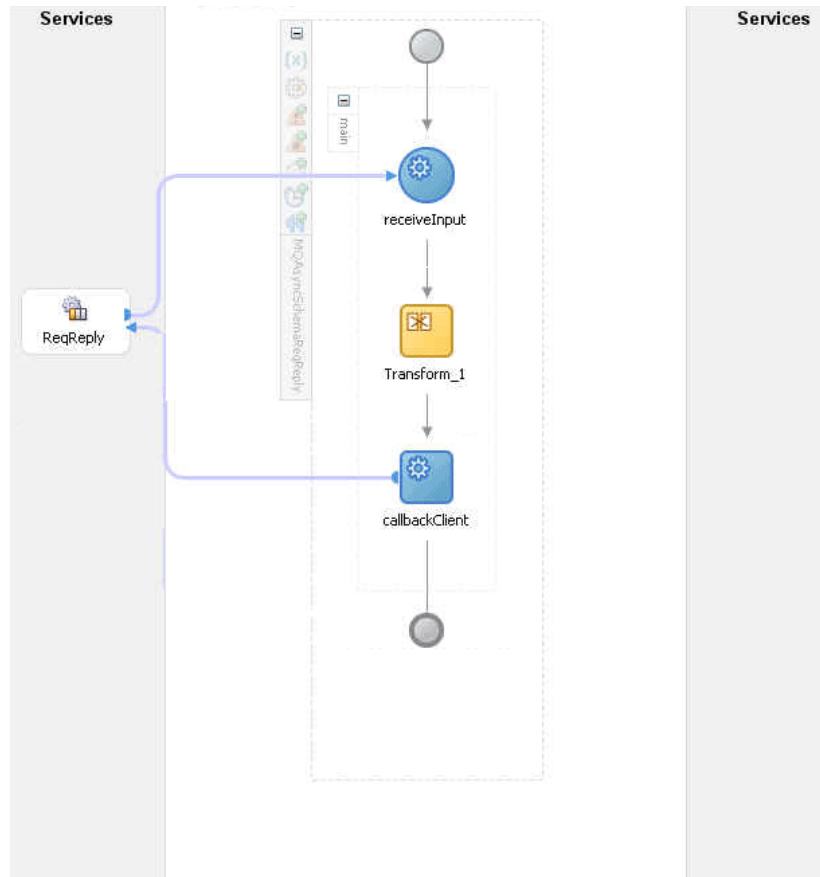 Services
Services
main
receiveInput
MQAsyncSchemaReqReply
ReqReply
Transform_1
callbackClient